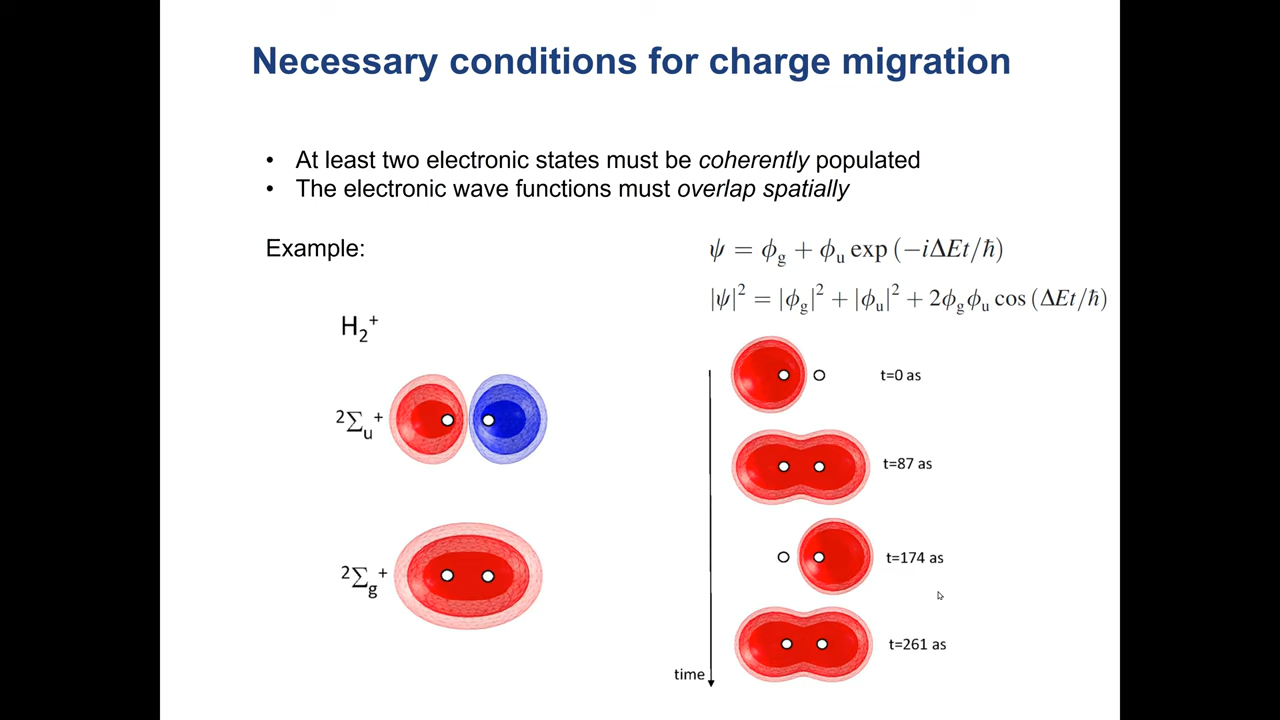 Necessary conditions for charge migration
• At least two electronic states must be coherently populated
• The electronic wave functions must overlap spatially
Example:
ψ = ϕg + ϕu exp (−iΔEt/ħ)
|ψ|² = |ϕg|² + |ϕu|² + 2ϕgϕu cos (ΔEt/ħ)
H₂⁺
²Σu⁺
²Σg⁺
t=0 as
t=87 as
t=174 as
t=261 as
time